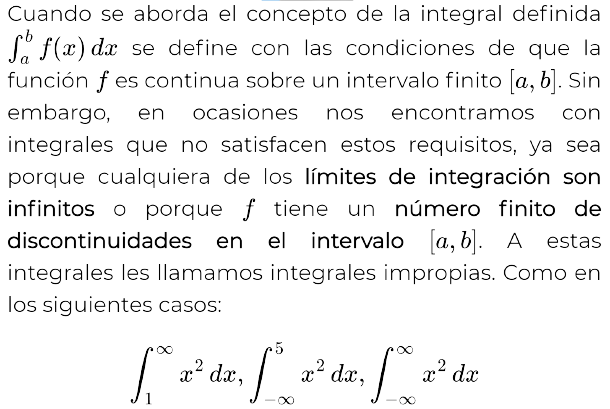 Cuando se aborda el concepto de la integral definida
∫ₐᵇ f(x) dx se define con las condiciones de que la
función f es continua sobre un intervalo finito [a, b]. Sin
embargo, en ocasiones nos encontramos con
integrales que no satisfacen estos requisitos, ya sea
porque cualquiera de los límites de integración son
infinitos o porque f tiene un número finito de
discontinuidades en el intervalo [a, b]. A estas
integrales les llamamos integrales impropias. Como en
los siguientes casos:
∫₁^∞ x² dx, ∫₋∞^5 x² dx, ∫₋∞^∞ x² dx